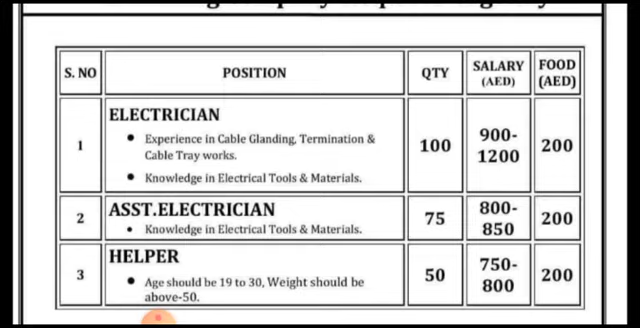 S. NO POSITION QTY SALARY (AED) FOOD (AED)
1 ELECTRICIAN 100 900-1200 200
• Experience in Cable Glanding, Termination &
Cable Tray works.
• Knowledge in Electrical Tools & Materials.
2 ASST.ELECTRICIAN 75 800-850 200
• Knowledge in Electrical Tools & Materials.
3 HELPER 50 750-800 200
• Age should be 19 to 30, Weight should be
above-50.